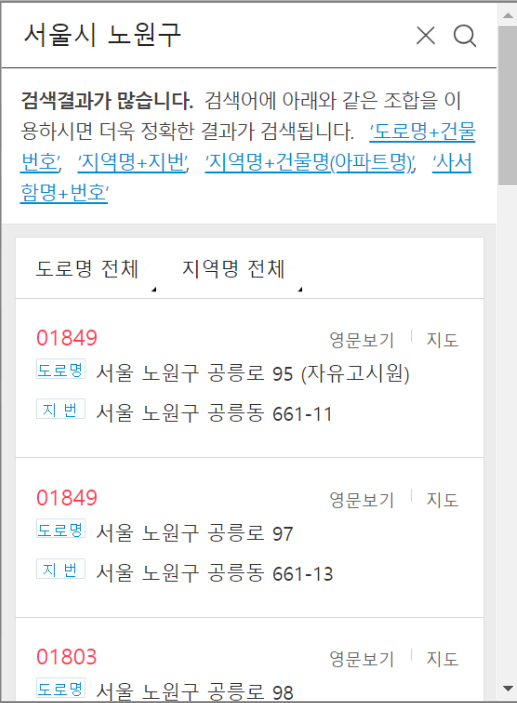 서울시 노원구
검색결과가 많습니다. 검색어에 아래와 같은 조합을 이
용하시면 더욱 정확한 결과가 검색됩니다. '도로명+건물
번호', '지역명+지번', '지역명+건물명(아파트명)', '사서
함명+번호'
도로명 전체 지역명 전체
01849 영문보기 지도
도로명 서울 노원구 공릉로 95 (자유고시원)
지 번 서울 노원구 공릉동 661-11
01849 영문보기 지도
도로명 서울 노원구 공릉로 97
지 번 서울 노원구 공릉동 661-13
01803 영문보기 지도
도로명 서울 노원구 공릉로 98